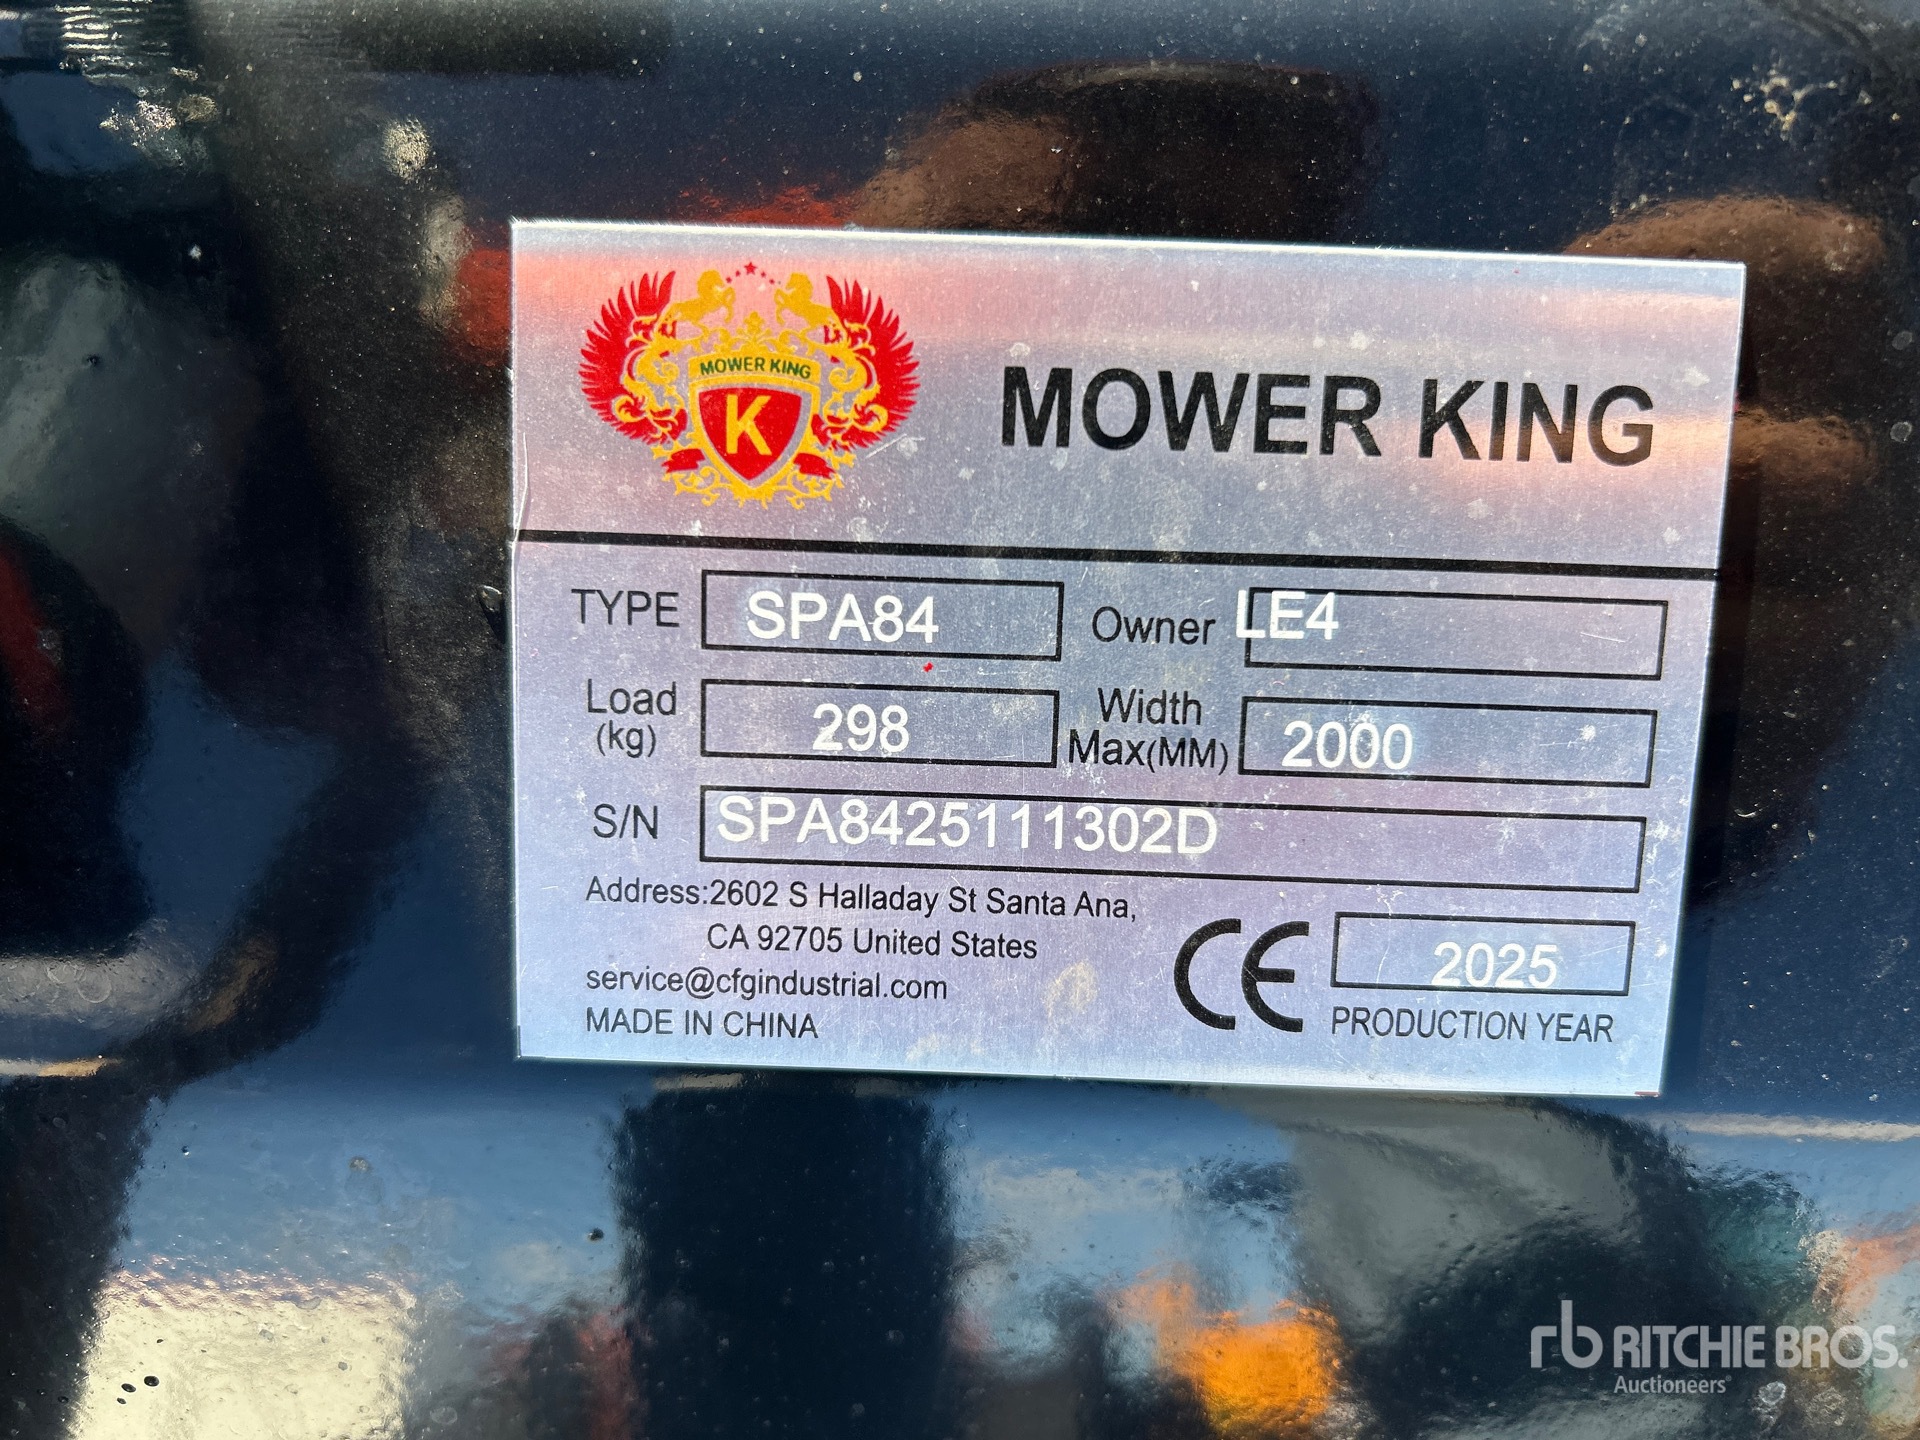 MOWER KING
K
MOWER KING
TYPE SPA84 Owner LE4
Load (kg) 298 Width Max(MM) 2000
S/N SPA8425111302D
Address:2602 S Halladay St Santa Ana,
CA 92705 United States
service@cfgindustrial.com
MADE IN CHINA
CE 2025
PRODUCTION YEAR
rb RITCHIE BROS.
Auctioneers